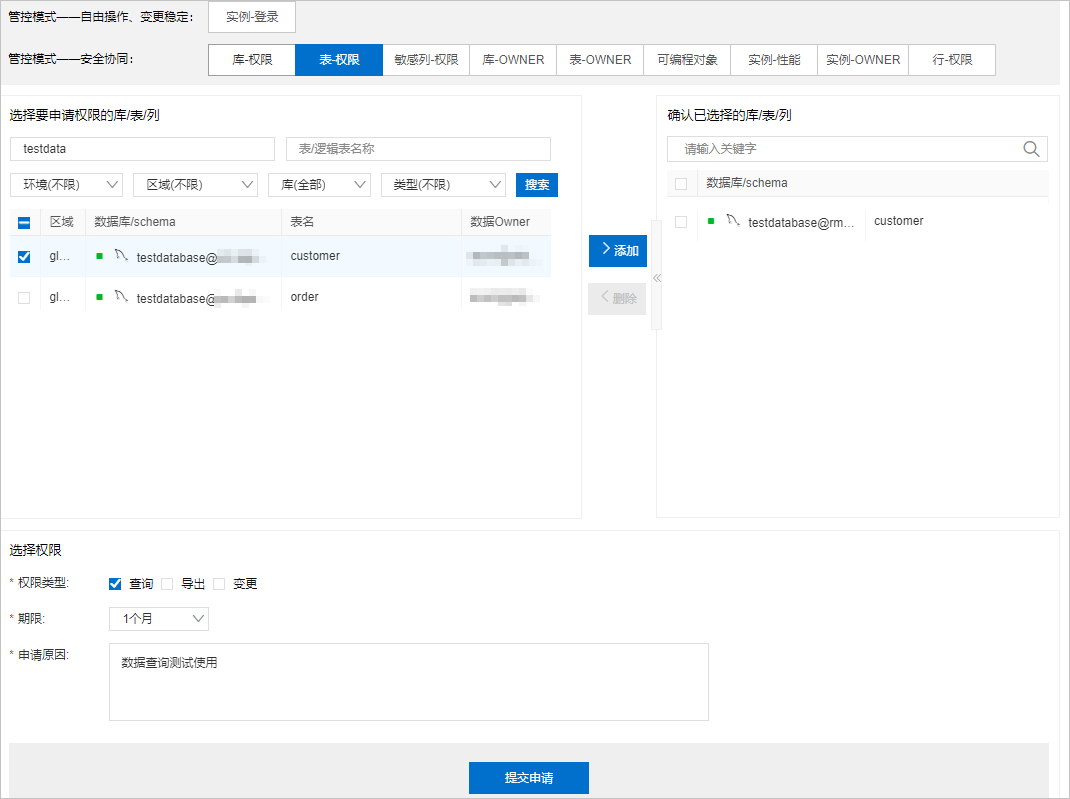 管控模式——自由操作、变更稳定： 实例-登录
管控模式——安全协同： 库-权限 表-权限 敏感列-权限 库-OWNER 表-OWNER 可编程对象 实例-性能 实例-OWNER 行-权限
选择要申请权限的库/表/列
testdata 表/逻辑表名称
环境(不限) 区域(不限) 库(全部) 类型(不限) 搜索
区域 数据库/schema 表名 数据Owner
gl... testdatabase@ customer
gl... testdatabase@ order
添加
删除
确认已选择的库/表/列
请输入关键字
数据库/schema
testdatabase@rm... customer
选择权限
* 权限类型: 查询 导出 变更
* 期限: 1个月
* 申请原因: 数据查询测试使用
提交申请